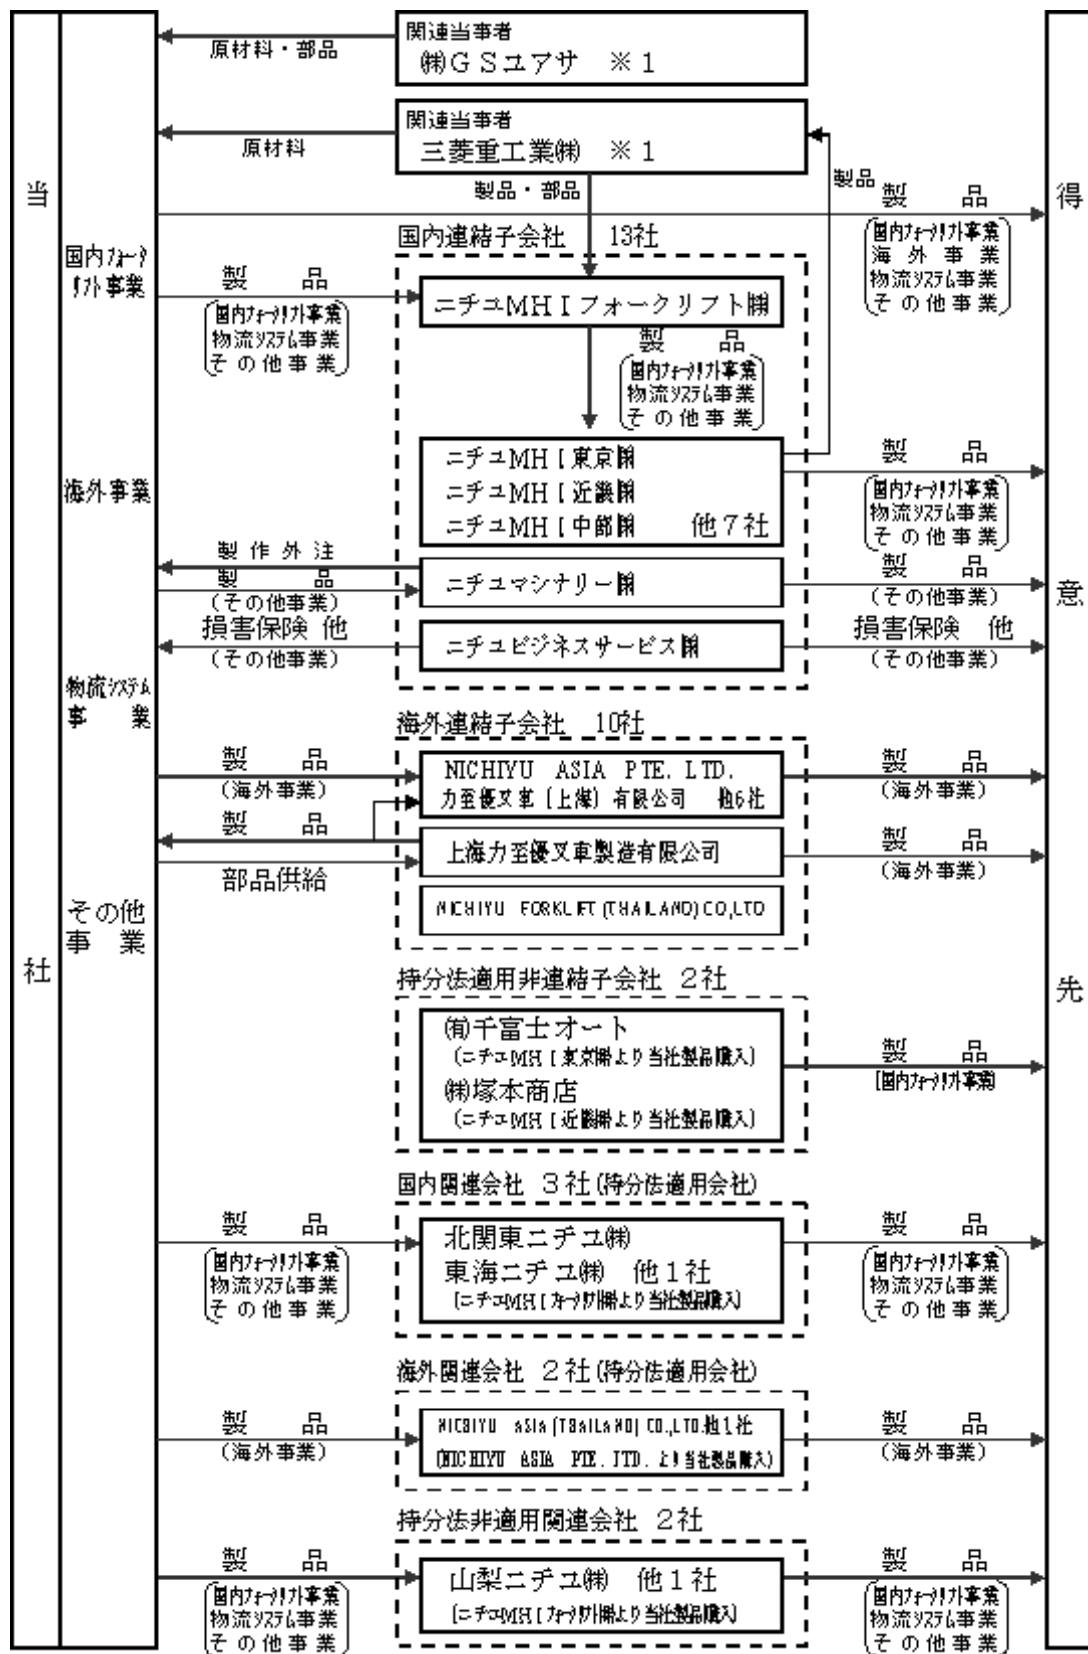 当
社
国内ﾌｫｰｸ
ﾘﾌﾄ事業
海外事業
物流ｼｽﾃﾑ
事　　業
その他
事　業
得
意
先
原材料・部品
関連当事者
㈱ＧＳユアサ　※１
原材料
関連当事者
三菱重工業㈱　※１
製品・部品
製品
製　　品
国内ﾌｫｰｸﾘﾌﾄ事業
海　外　事　業
物流ｼｽﾃﾑ事業
そ の 他 事 業
国内連結子会社　13社
製　　品
国内ﾌｫｰｸﾘﾌﾄ事業
物流ｼｽﾃﾑ事業
そ の 他 事 業
ニチユＭＨＩフォークリフト㈱
製　　品
国内ﾌｫｰｸﾘﾌﾄ事業
物流ｼｽﾃﾑ事業
そ の 他 事 業
ニチユＭＨＩ東京㈱
ニチユＭＨＩ近畿㈱
ニチユＭＨＩ中部㈱　　他７社
製　　品
国内ﾌｫｰｸﾘﾌﾄ事業
物流ｼｽﾃﾑ事業
そ の 他 事 業
製 作 外 注
製　　品
(その他事業)
ニチユマシナリー㈱
製　　品
(その他事業)
損害保険 他
(その他事業)
ニチユビジネスサービス㈱
損害保険　他
(その他事業)
海外連結子会社　10社
製　　品
(海外事業)
NICHIYU ASIA PTE. LTD.
力至優叉車（上海）有限公司　他6社
製　　品
(海外事業)
製　　品
部品供給
上海力至優叉車製造有限公司
製　　品
(海外事業)
NICHIYU FORKLIFT(THAILAND)CO,LTD
持分法適用非連結子会社　２社
㈲千富士オート
(ニチユＭＨＩ東京㈱より当社製品購入)
㈱塚本商店
(ニチユＭＨＩ近畿㈱より当社製品購入)
製　　品
(国内ﾌｫｰｸﾘﾌﾄ事業)
国内関連会社　３社(持分法適用会社)
製　　品
国内ﾌｫｰｸﾘﾌﾄ事業
物流ｼｽﾃﾑ事業
そ の 他 事 業
北関東ニチユ㈱
東海ニチユ㈱　他１社
(ニチユＭＨＩﾌｫｰｸﾘﾌﾄ㈱より当社製品購入)
製　　品
国内ﾌｫｰｸﾘﾌﾄ事業
物流ｼｽﾃﾑ事業
そ の 他 事 業
海外関連会社　２社(持分法適用会社)
製　　品
(海外事業)
NICHIYU ASIA(THAILAND)CO.,LTD.他１社
(NICHIYU ASIA PTE. LTD. より当社製品購入)
製　　品
(海外事業)
持分法非適用関連会社　２社
製　　品
国内ﾌｫｰｸﾘﾌﾄ事業
物流ｼｽﾃﾑ事業
そ の 他 事 業
山梨ニチユ㈱　他１社
(ニチユＭＨＩﾌｫｰｸﾘﾌﾄ㈱より当社製品購入)
製　　品
国内ﾌｫｰｸﾘﾌﾄ事業
物流ｼｽﾃﾑ事業
そ の 他 事 業